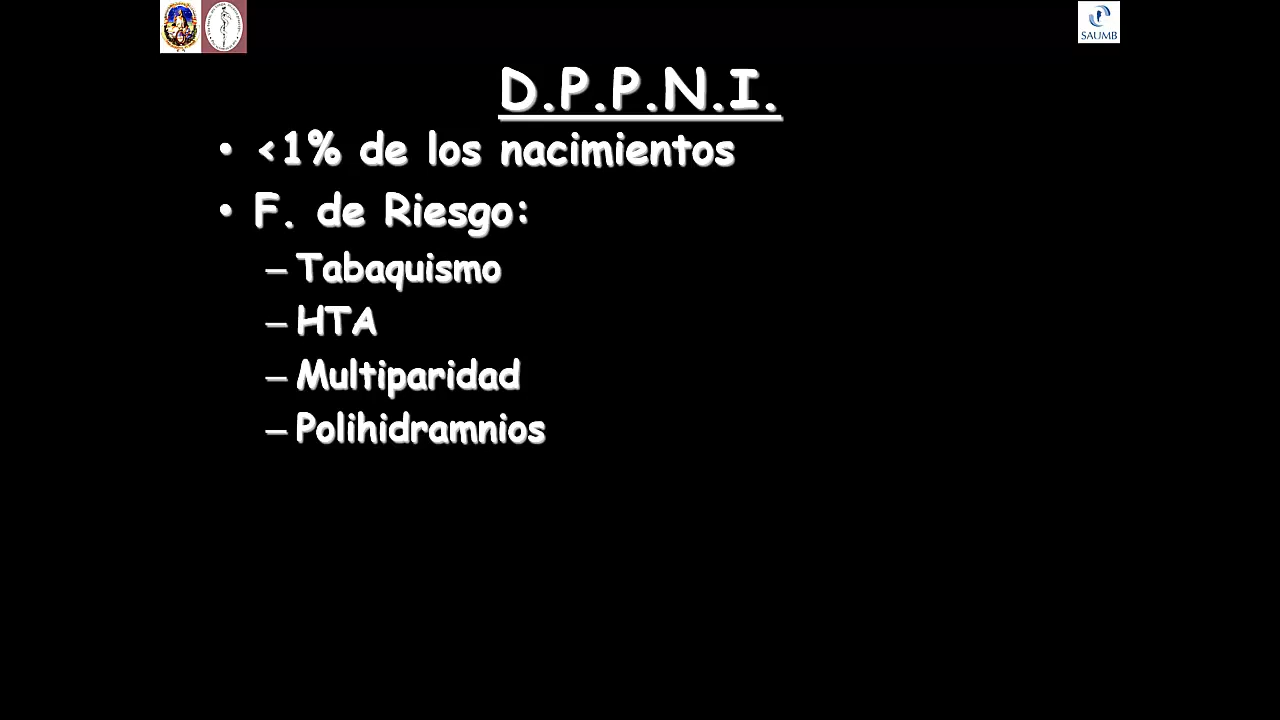 SAUMB
D.P.P.N.I.
• <1% de los nacimientos
• F. de Riesgo:
– Tabaquismo
– HTA
– Multiparidad
– Polihidramnios